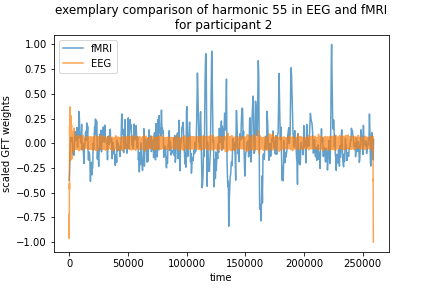 exemplary comparison of harmonic 55 in EEG and fMRI
for participant 2
fMRI
EEG
scaled GFT weights
1.00
0.75
0.50
0.25
0.00
−0.25
−0.50
−0.75
−1.00
0 50000 100000 150000 200000 250000
time